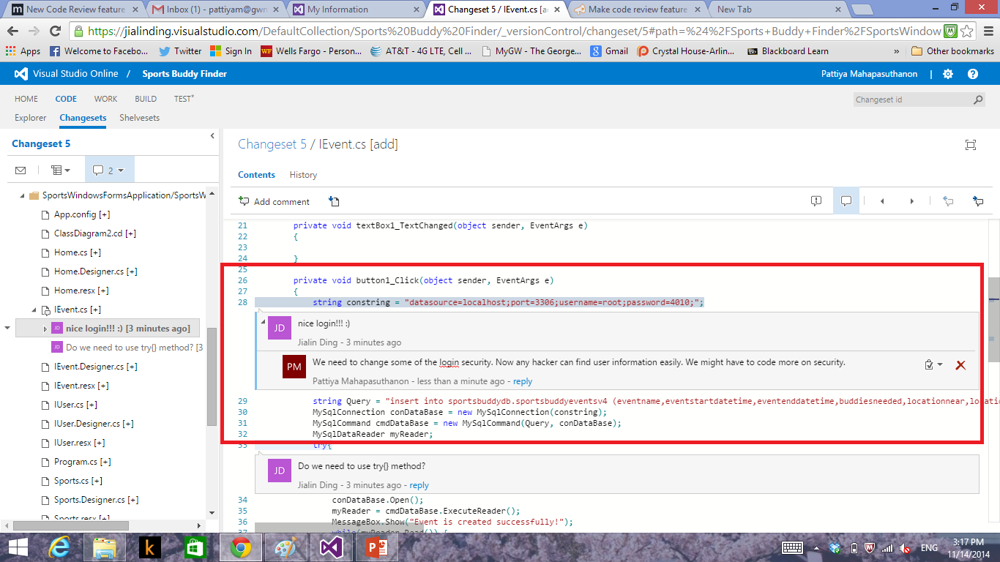 New Code Review feature
Inbox (1) - pattiyam@gwn
My Information
Changeset 5 / IEvent.cs [a
Make code review feature
New Tab
https://jialinding.visualstudio.com/DefaultCollection/Sports%20Buddy%20Finder/_versionControl/changeset/5#path=%24%2FSports+Buddy+Finder%2FSportsWindow
Apps
Welcome to Facebo...
Twitter
Sign In
Wells Fargo - Person...
AT&T - 4G LTE, Cell ...
MyGW - The George...
Gmail
Crystal House-Arlin...
Blackboard Learn
»
Other bookmarks
Visual Studio Online / Sports Buddy Finder
Pattiya Mahapasuthanon |
HOME CODE WORK BUILD TEST*
Changeset id
Explorer Changesets Shelvesets
Changeset 5
2
SportsWindowsFormsApplication/SportsW
App.config [+]
ClassDiagram2.cd [+]
Home.cs [+]
Home.Designer.cs [+]
Home.resx [+]
IEvent.cs [+]
JD nice login!!! :) [3 minutes ago]
JD Do we need to use try{} method? [3
IEvent.Designer.cs [+]
IEvent.resx [+]
IUser.cs [+]
IUser.Designer.cs [+]
IUser.resx [+]
Program.cs [+]
Sports.cs [+]
Sports.Designer.cs [+]
Sports.resx [+]
Changeset 5 / IEvent.cs [add]
Contents History
Add comment
21 private void textBox1_TextChanged(object sender, EventArgs e)
22 {
23
24 }
25
26 private void button1_Click(object sender, EventArgs e)
27 {
28 string constring = "datasource=localhost;port=3306;username=root;password=4010;";
JD nice login!!! :)
Jialin Ding - 3 minutes ago
PM We need to change some of the login security. Now any hacker can find user information easily. We might have to code more on security.
Pattiya Mahapasuthanon - less than a minute ago - reply
29 string Query = "insert into sportsbuddydb.sportsbuddyeventsv4 (eventname,eventstartdatetime,eventenddatetime,buddiesneeded,locationnear,locatio
30 MySqlConnection conDataBase = new MySqlConnection(constring);
31 MySqlCommand cmdDataBase = new MySqlCommand(Query, conDataBase);
32 MySqlDataReader myReader;
33 try{
JD Do we need to use try{} method?
Jialin Ding - 3 minutes ago - reply
34 conDataBase.Open();
35 myReader = cmdDataBase.ExecuteReader();
36 MessageBox.Show("Event is created successfully!");
37 while(myReader.Read()) {
ENG
3:17 PM
11/14/2014